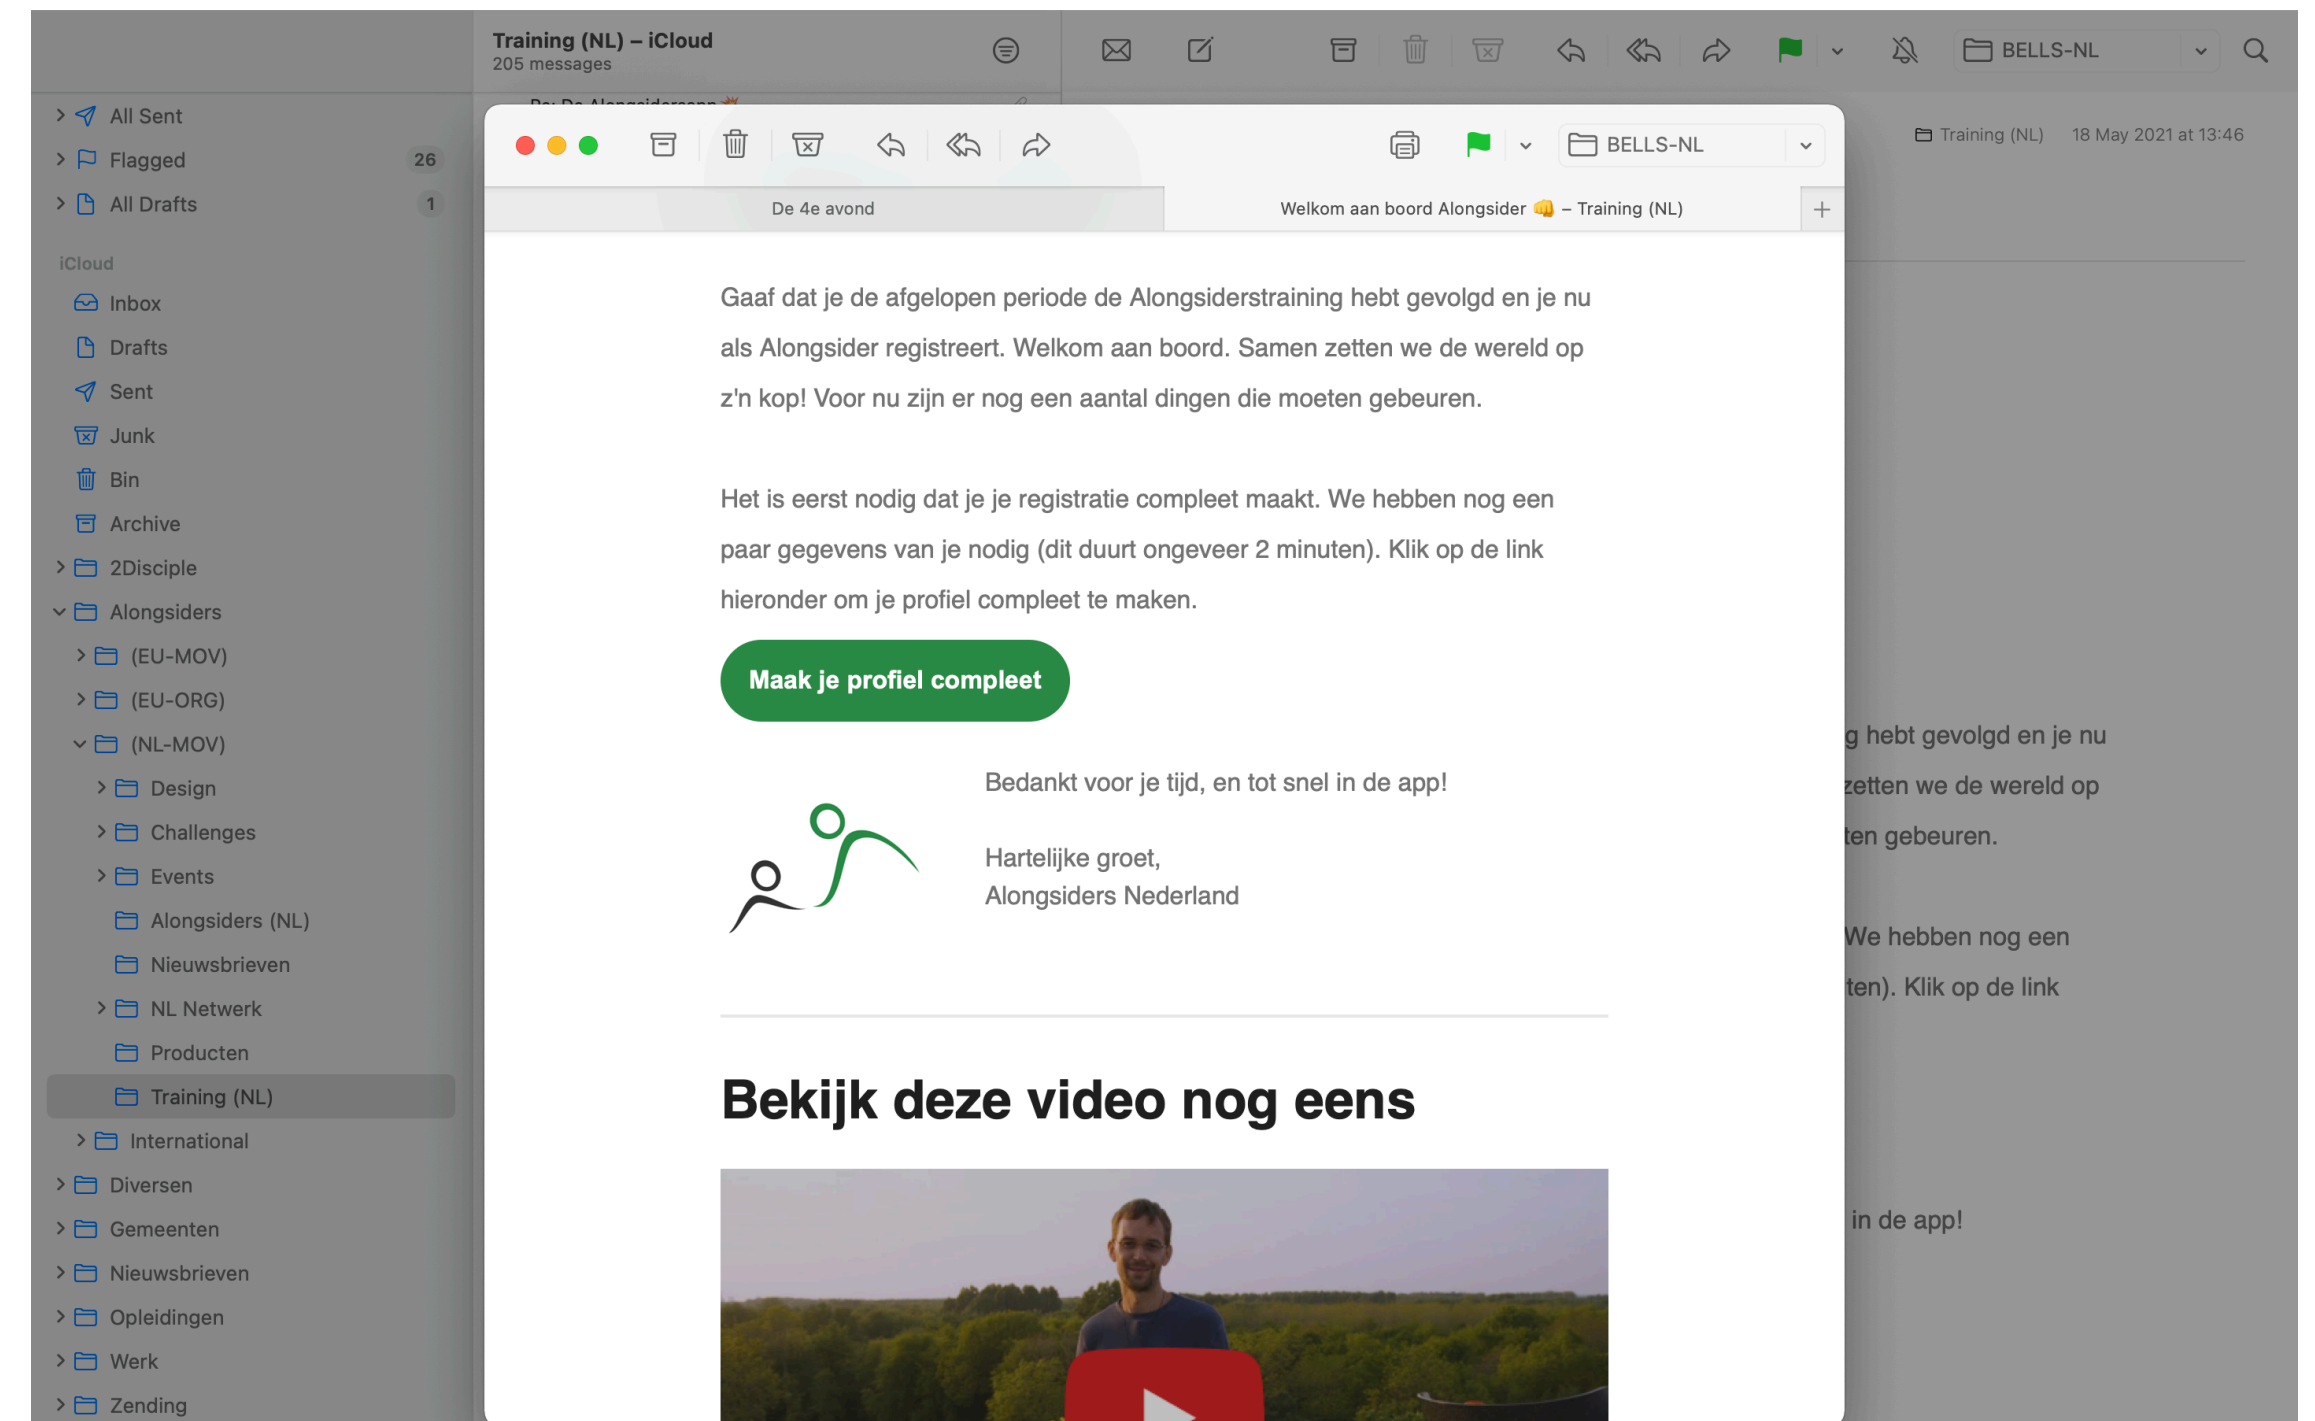 Training (NL) – iCloud
205 messages
BELLS-NL
Re: De Alongsidersapp
Training (NL)
18 May 2021 at 13:46
All Sent
Flagged
26
All Drafts
1
iCloud
Inbox
Drafts
Sent
Junk
Bin
Archive
2Disciple
Alongsiders
(EU-MOV)
(EU-ORG)
(NL-MOV)
Design
Challenges
Events
Alongsiders (NL)
Nieuwsbrieven
NL Netwerk
Producten
Training (NL)
International
Diversen
Gemeenten
Nieuwsbrieven
Opleidingen
Werk
Zending
BELLS-NL
De 4e avond
Welkom aan boord Alongsider 👊 – Training (NL)
Gaaf dat je de afgelopen periode de Alongsiderstraining hebt gevolgd en je nu
als Alongsider registreert. Welkom aan boord. Samen zetten we de wereld op
z'n kop! Voor nu zijn er nog een aantal dingen die moeten gebeuren.
Het is eerst nodig dat je je registratie compleet maakt. We hebben nog een
paar gegevens van je nodig (dit duurt ongeveer 2 minuten). Klik op de link
hieronder om je profiel compleet te maken.
Maak je profiel compleet
Bedankt voor je tijd, en tot snel in de app!
Hartelijke groet,
Alongsiders Nederland
Bekijk deze video nog eens
g hebt gevolgd en je nu
zetten we de wereld op
ten gebeuren.
We hebben nog een
ten). Klik op de link
in de app!